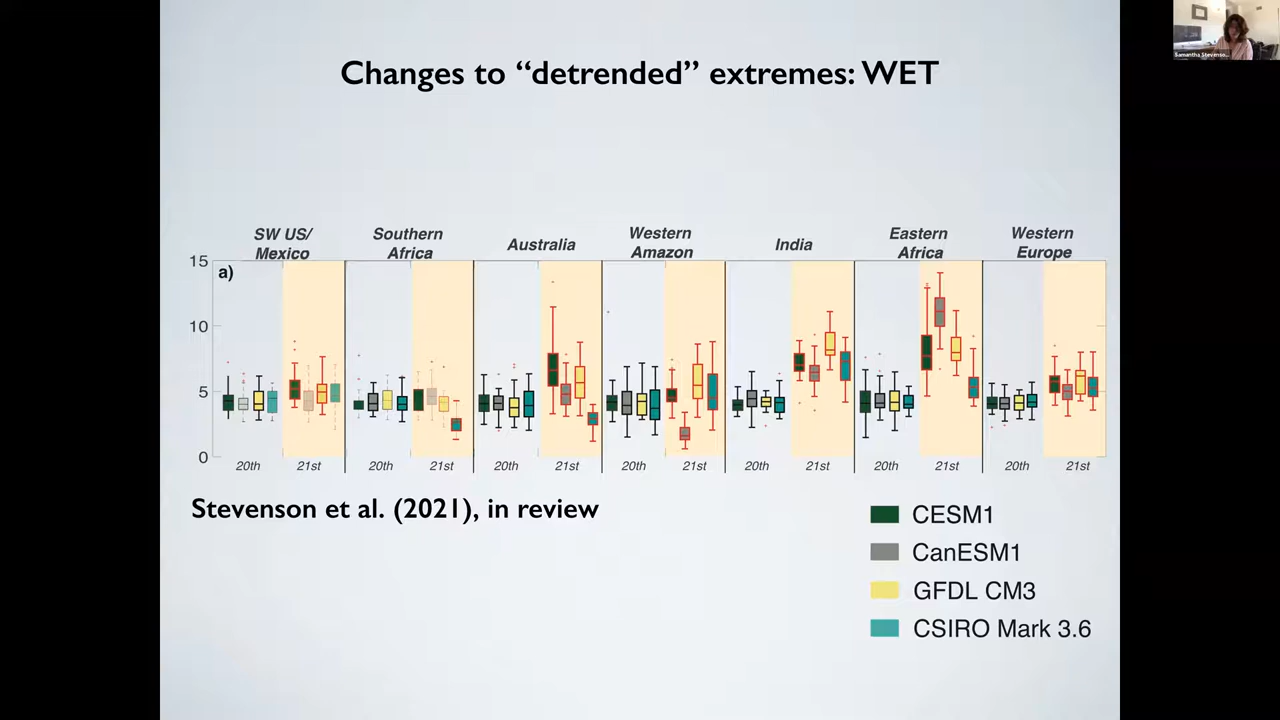 Samantha Stevenso...
Changes to “detrended” extremes: WET
SW US/
Mexico
Southern
Africa
Australia
Western
Amazon
India
Eastern
Africa
Western
Europe
15
10
5
0
a)
20th 21st 20th 21st 20th 21st 20th 21st 20th 21st 20th 21st 20th 21st
Stevenson et al. (2021), in review
CESM1
CanESM1
GFDL CM3
CSIRO Mark 3.6